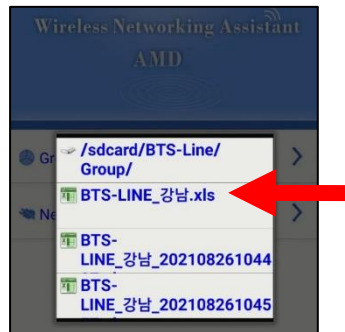 Wireless Networking Assistant
AMD
Gr
/sdcard/BTS-Line/
Group/
BTS-LINE_강남.xls
Ne
BTS-
LINE_강남_202108261044
BTS-
LINE_강남_202108261045